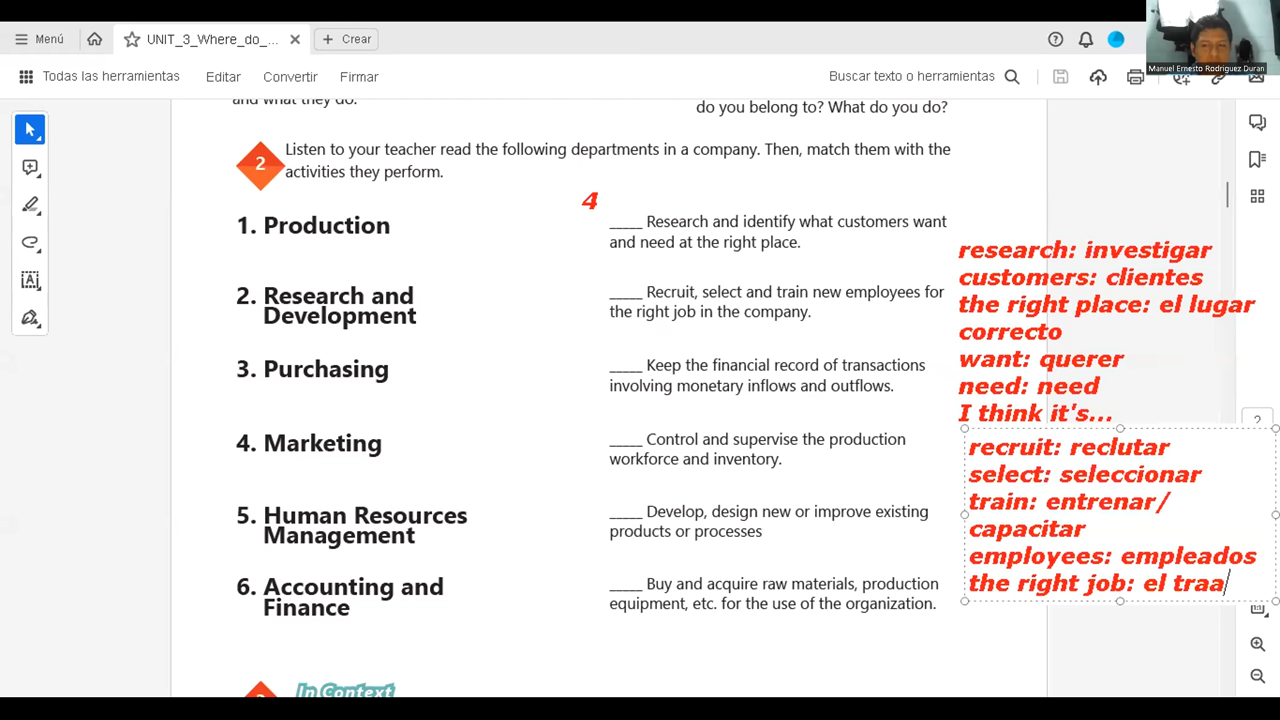 Menú
UNIT_3_Where_do_...
Crear
Manuel Ernesto Rodriguez Duran
Todas las herramientas
Editar
Convertir
Firmar
Buscar texto o herramientas
and what they do.
do you belong to? What do you do?
2
Listen to your teacher read the following departments in a company. Then, match them with the
activities they perform.
1. Production
2. Research and
Development
3. Purchasing
4. Marketing
5. Human Resources
Management
6. Accounting and
Finance
4
_____ Research and identify what customers want
and need at the right place.
_____ Recruit, select and train new employees for
the right job in the company.
_____ Keep the financial record of transactions
involving monetary inflows and outflows.
_____ Control and supervise the production
workforce and inventory.
_____ Develop, design new or improve existing
products or processes
_____ Buy and acquire raw materials, production
equipment, etc. for the use of the organization.
research: investigar
customers: clientes
the right place: el lugar
correcto
want: querer
need: need
I think it's...
recruit: reclutar
select: seleccionar
train: entrenar/
capacitar
employees: empleados
the right job: el traa
In Context